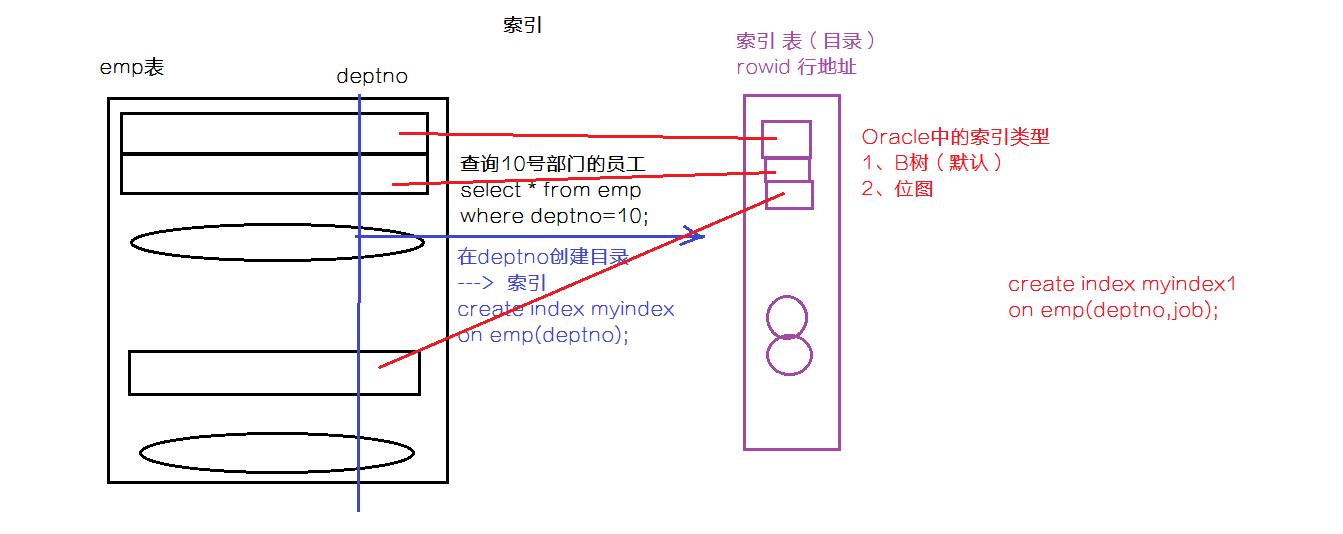 索引
emp表
deptno
查询10号部门的员工
select * from emp
where deptno=10;
在deptno创建目录
---> 索引
create index myindex
on emp(deptno);
索引 表（目录）
rowid 行地址
Oracle中的索引类型
1、B树（默认）
2、位图
create index myindex1
on emp(deptno,job);